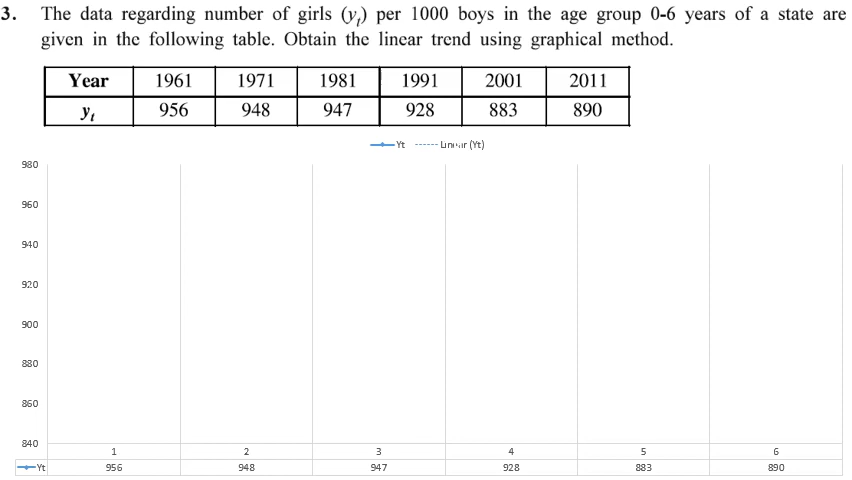 3. The data regarding number of girls (yt) per 1000 boys in the age group 0-6 years of a state are
given in the following table. Obtain the linear trend using graphical method.
Year 1961 1971 1981 1991 2001 2011
yt 956 948 947 928 883 890
Yt Linear (Yt)
980
960
940
920
900
880
860
840
1 2 3 4 5 6
Yt 956 948 947 928 883 890